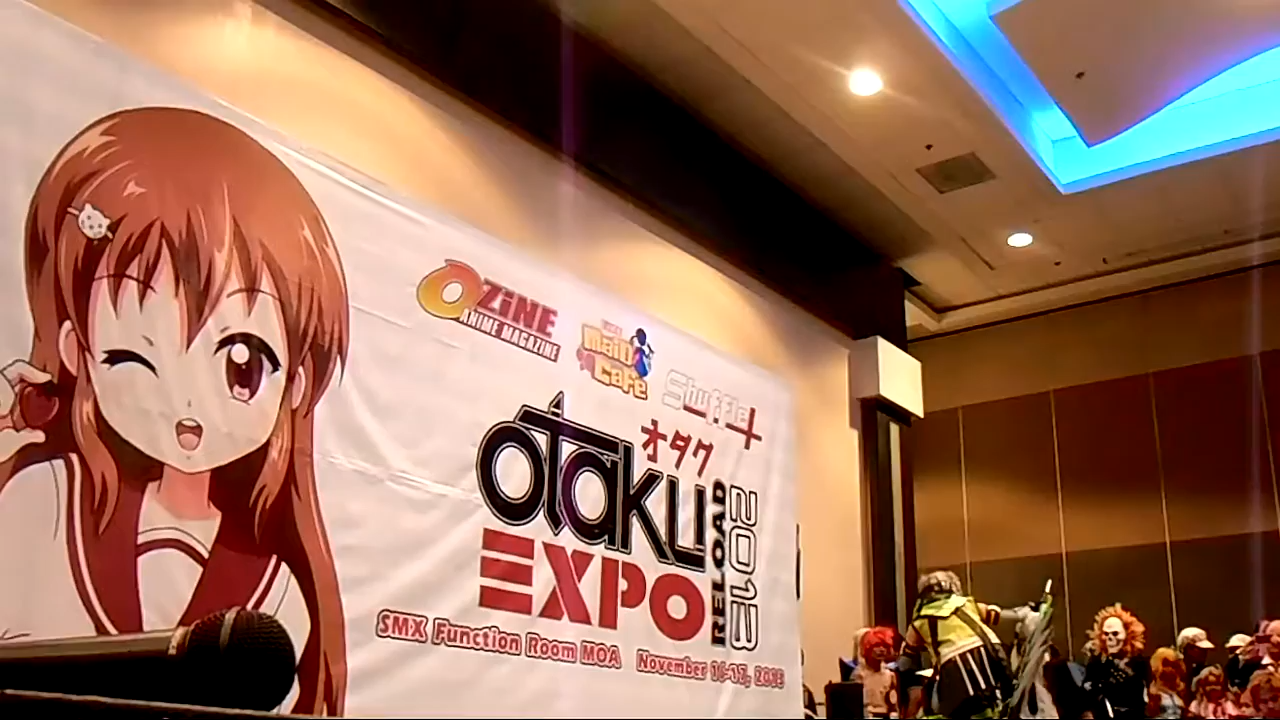 OZINE
ANIME MAGAZINE
MaiD
Cafe
Shuffle+
オタク
otaku
EXPO
RELOAD
2013
SMX Function Room MOA November 16-17, 2013